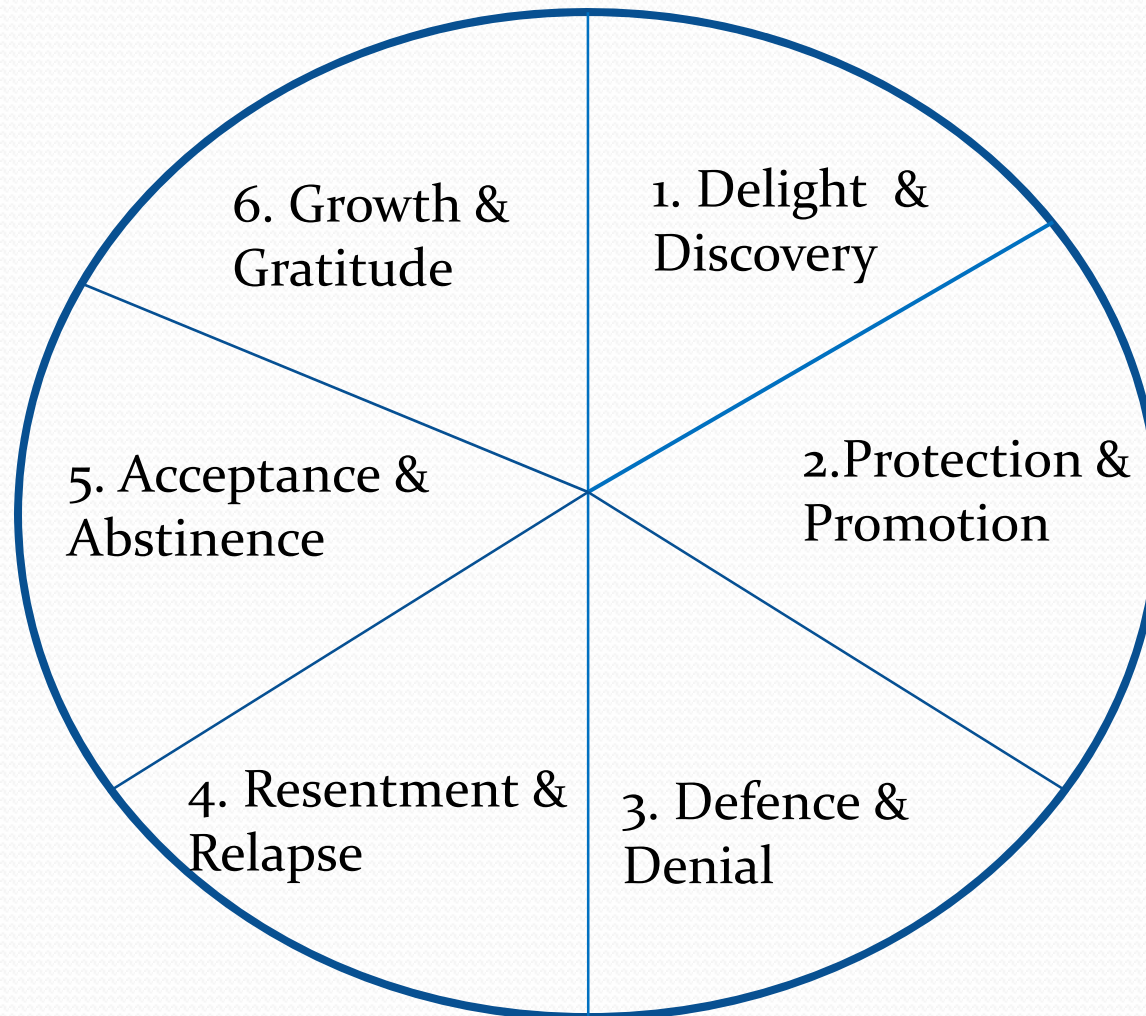 1. Delight  &
Discovery
2.Protection &
Promotion
3. Defence &
Denial
4. Resentment &
Relapse
5. Acceptance &
Abstinence
6. Growth &
Gratitude